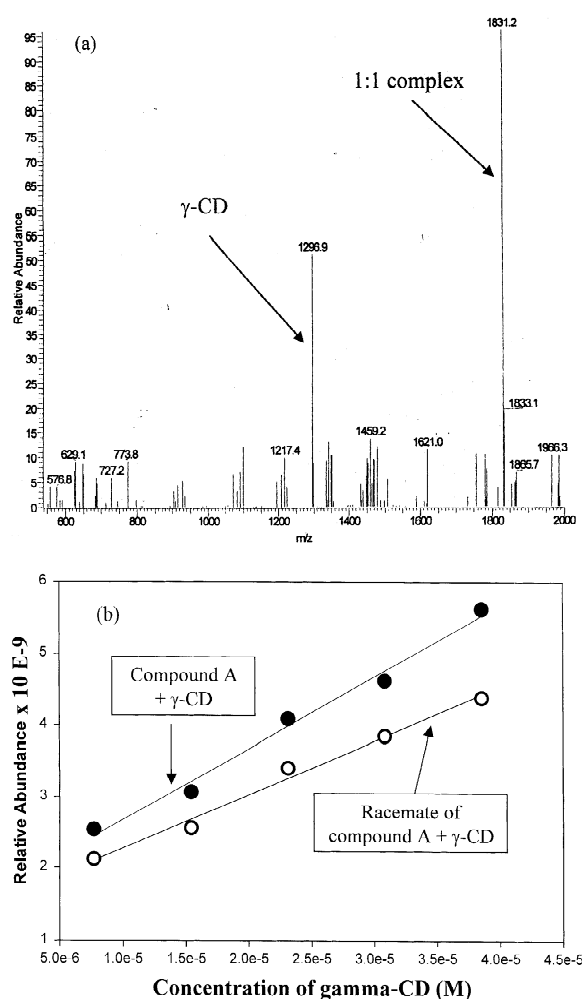 (a)
1831.2
1:1 complex
γ-CD
1296.9
Relative Abundance
95
90
85
80
75
70
65
60
55
50
45
40
35
30
25
20
15
10
5
0
1833.1
1459.2
1621.0
1966.3
1217.4
773.8
629.1
727.2
576.8
1865.7
600 800 1000 1200 1400 1600 1800 2000
m/z
(b)
6
5
4
3
2
1
Relative Abundance x 10 E-9
Compound A
+ γ-CD
Racemate of
compound A + γ-CD
5.0e-6 1.0e-5 1.5e-5 2.0e-5 2.5e-5 3.0e-5 3.5e-5 4.0e-5 4.5e-5
Concentration of gamma-CD (M)